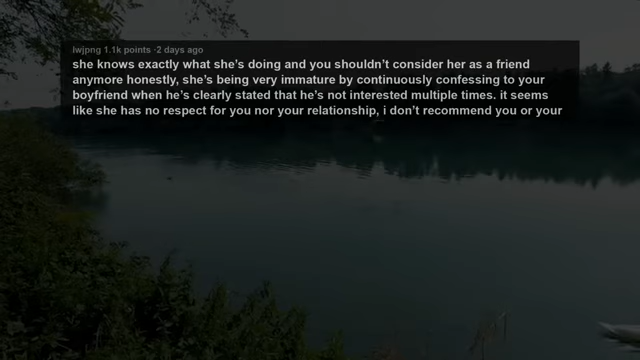 lwjpng 1.1k points ·2 days ago
she knows exactly what she's doing and you shouldn't consider her as a friend
anymore honestly, she's being very immature by continuously confessing to your
boyfriend when he's clearly stated that he's not interested multiple times. it seems
like she has no respect for you nor your relationship, i don't recommend you or your